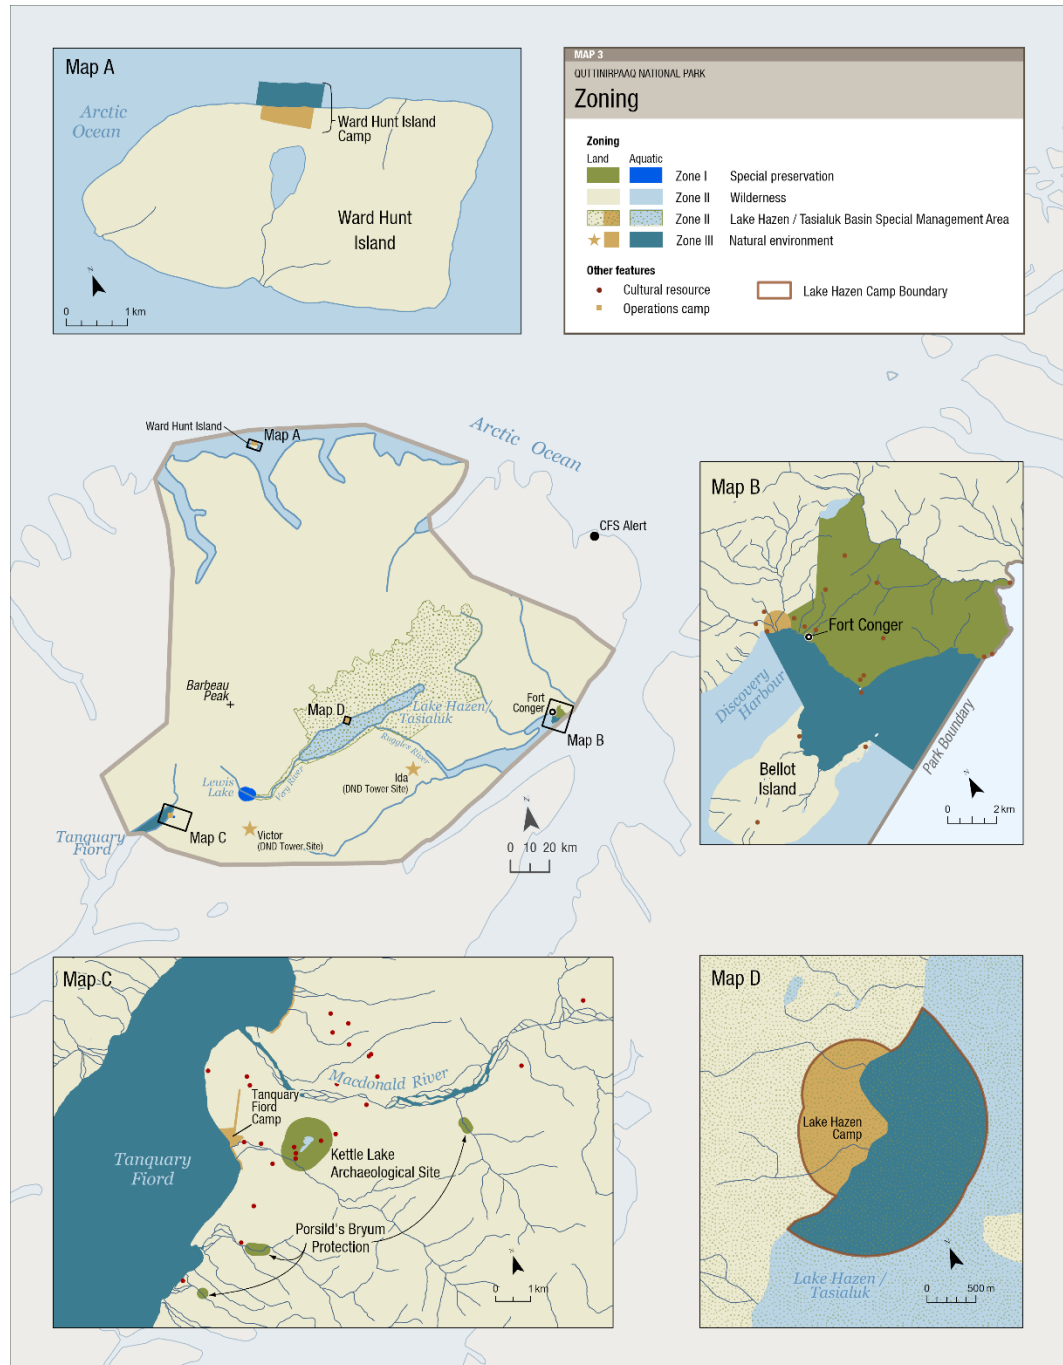 Map A
Arctic
Ocean
Ward Hunt Island
Camp
Ward Hunt
Island
z
0 1 km
MAP 3
QUTTINIRPAAQ NATIONAL PARK
Zoning
Zoning
Land Aquatic
Zone I Special preservation
Zone II Wilderness
Zone II Lake Hazen / Tasialuk Basin Special Management Area
Zone III Natural environment
Other features
Cultural resource
Operations camp
Lake Hazen Camp Boundary
Ward Hunt Island
Map A
Arctic Ocean
CFS Alert
Barbeau
Peak
Map D
Lake Hazen/
Tasialuk
Fort
Conger
Map B
Ruggles River
Very River
Lewis
Lake
Ida
(DND Tower Site)
Victor
(DND Tower Site)
Map C
Tanquary
Fiord
z
0 10 20 km
Map B
Fort Conger
Discovery
Harbour
Bellot
Island
Park Boundary
z
0 2 km
Map C
Macdonald River
Tanquary
Fiord
Camp
Kettle Lake
Archaeological Site
Tanquary
Fiord
Porsild's Bryum
Protection
z
0 1 km
Map D
Lake Hazen
Camp
Lake Hazen /
Tasialuk
z
0 500 m